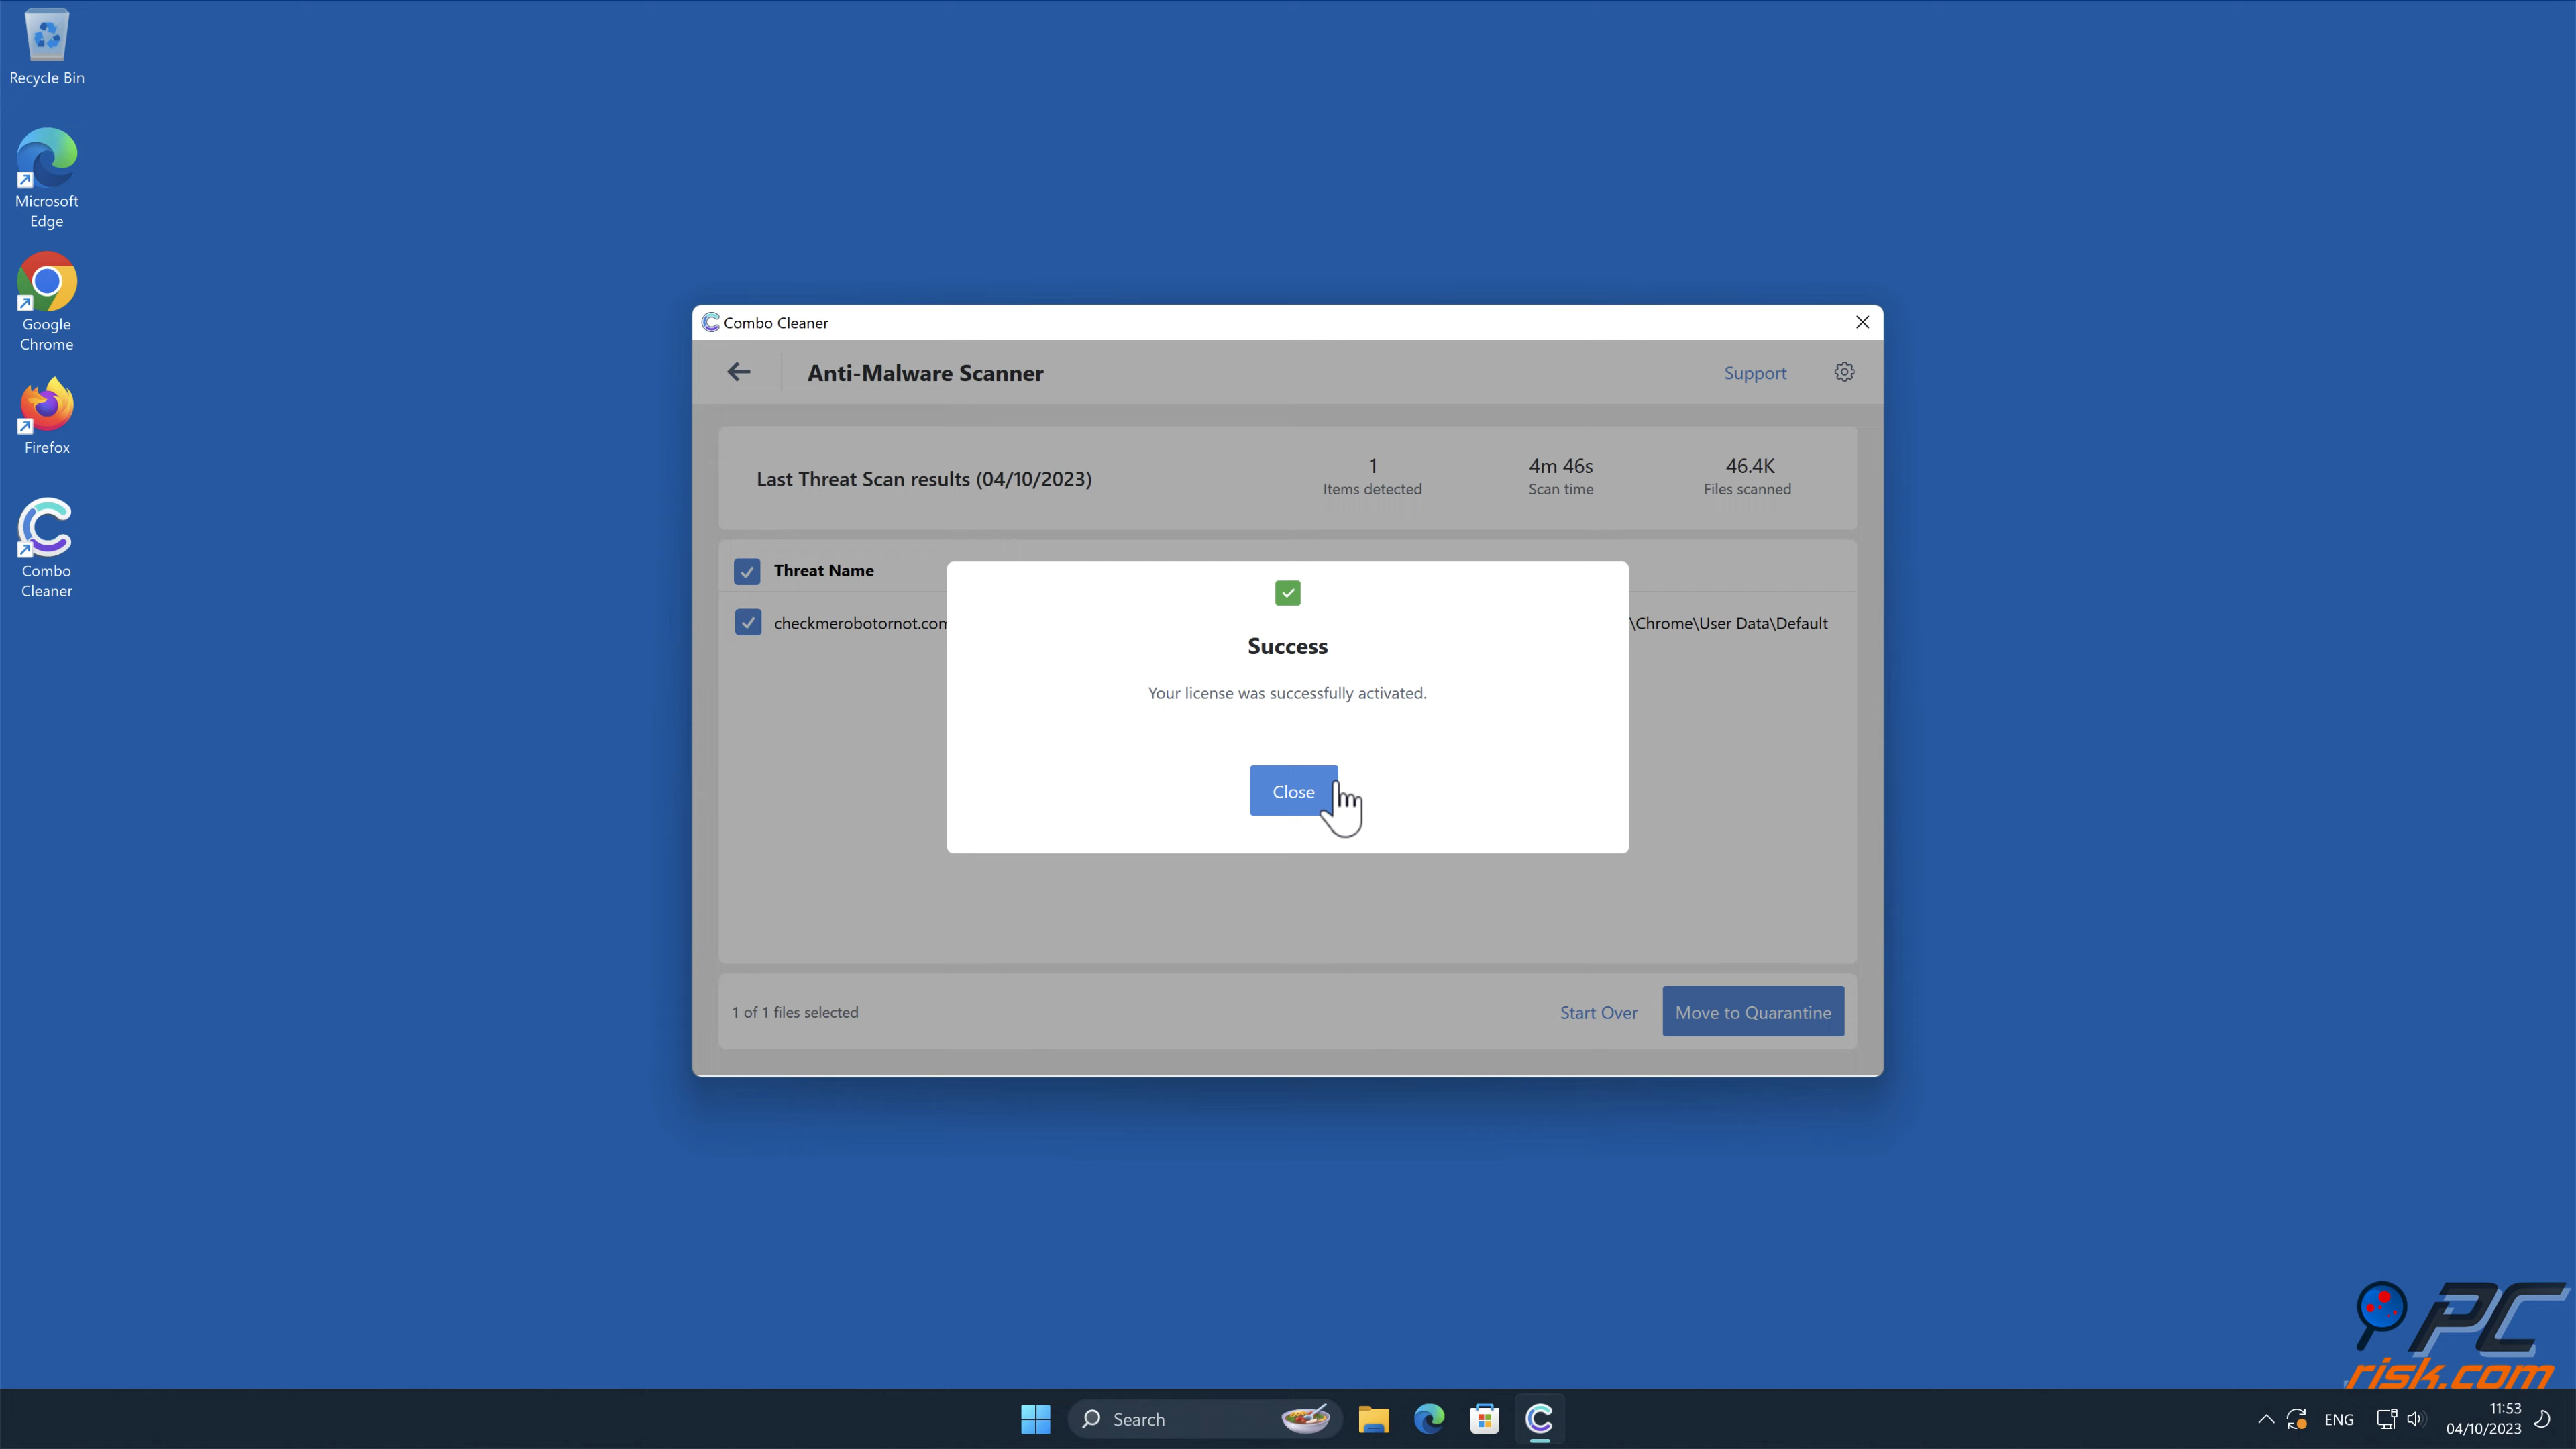 Recycle Bin
Microsoft
Edge
Google
Chrome
Firefox
Combo
Cleaner
Combo Cleaner
Anti-Malware Scanner
Support
Last Threat Scan results (04/10/2023)
1
Items detected
4m 46s
Scan time
46.4K
Files scanned
Threat Name
checkmerobotornot.com
\Chrome\User Data\Default
Success
Your license was successfully activated.
Close
1 of 1 files selected
Start Over
Move to Quarantine
PC
risk.com
Search
ENG
11:53
04/10/2023